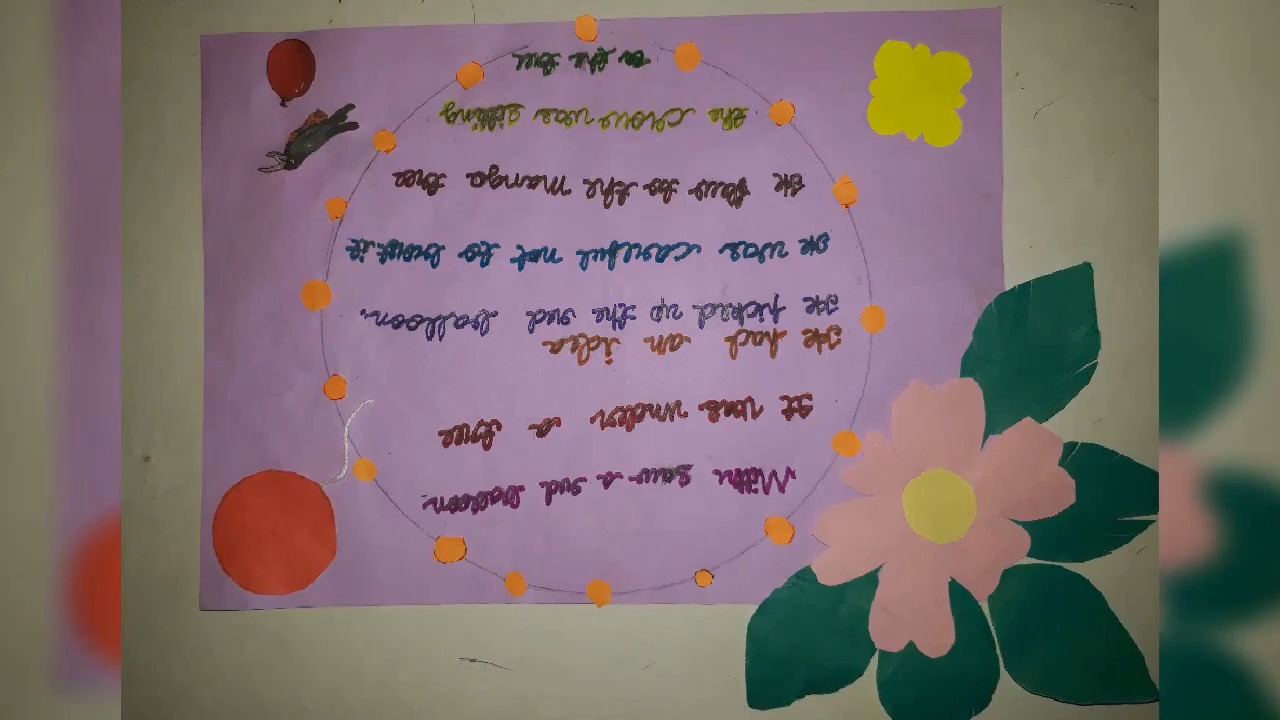 Mithu saw a red balloon.
It was under a tree
He had an idea
He picked up the red balloon.
He was careful not to burst it
He flew to the mango tree
the crow was sitting
on the tree